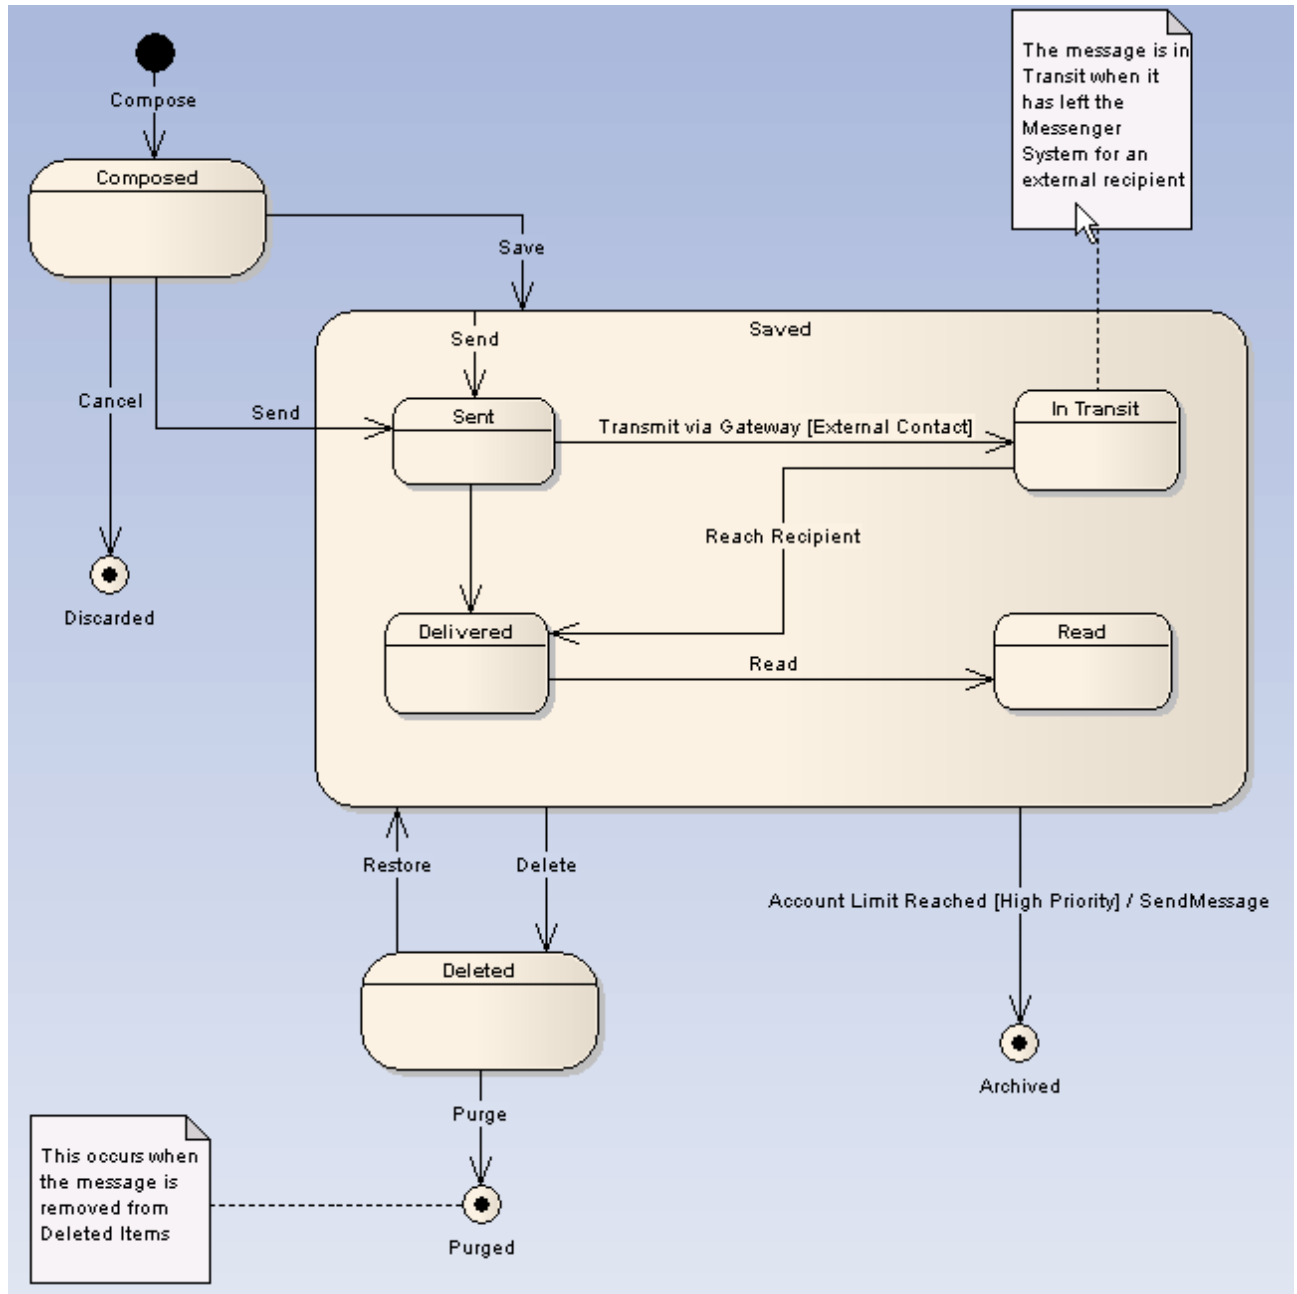 Compose
The message is in
Transit when it
has left the
Messenger
System for an
external recipient
Composed
Save
Saved
Send
Cancel
Send
Sent
Transmit via Gateway [External Contact]
In Transit
Reach Recipient
Discarded
Delivered
Read
Read
Restore
Delete
Account Limit Reached [High Priority] / SendMessage
Deleted
Archived
Purge
This occurs when
the message is
removed from
Deleted Items
Purged